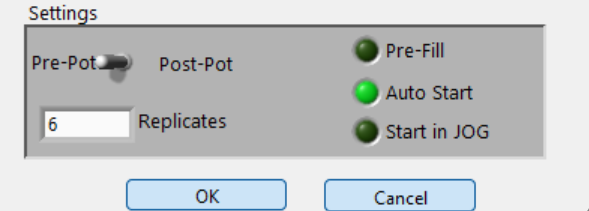 Settings
Pre-Pot Post-Pot
6 Replicates
Pre-Fill
Auto Start
Start in JOG
OK Cancel